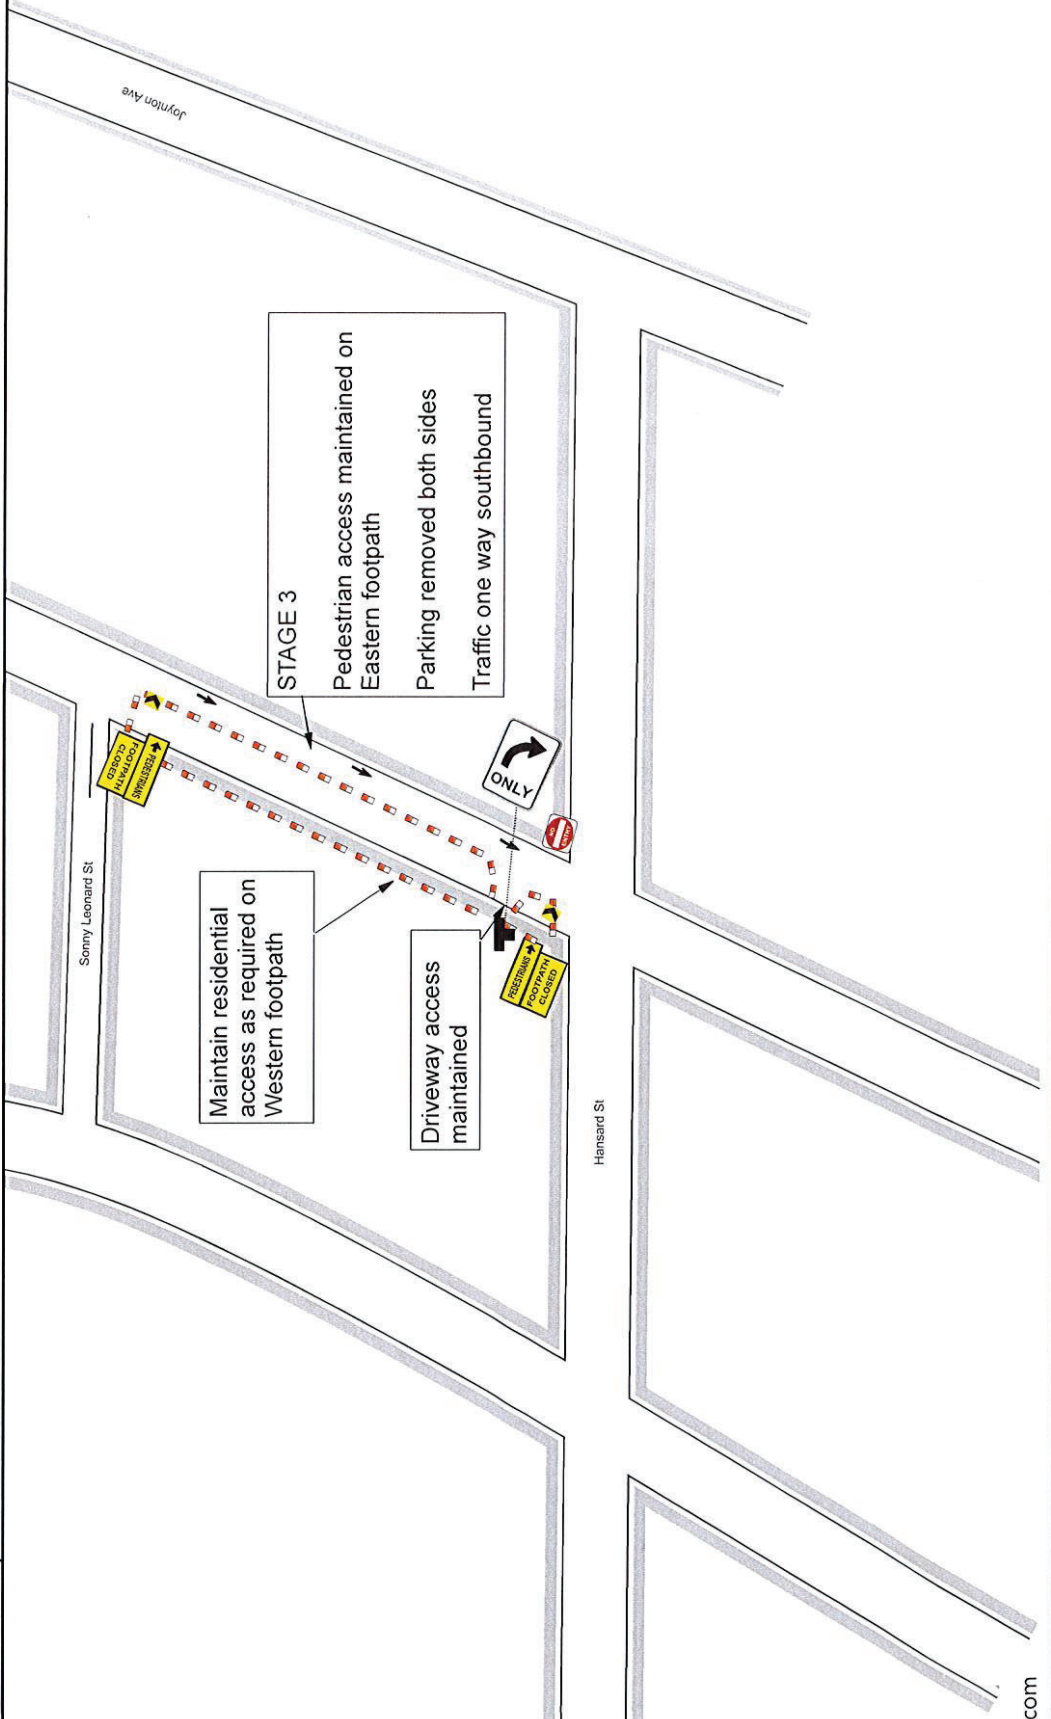 Joynton Ave
STAGE 3
Pedestrian access maintained on
Eastern footpath
Parking removed both sides
Traffic one way southbound
FOOTPATH
CLOSED
PEDESTRIANS
Sonny Leonard St
Maintain residential
access as required on
Western footpath
ONLY
NO
ENTRY
Driveway access
maintained
PEDESTRIANS
FOOTPATH
CLOSED
Hansard St
com